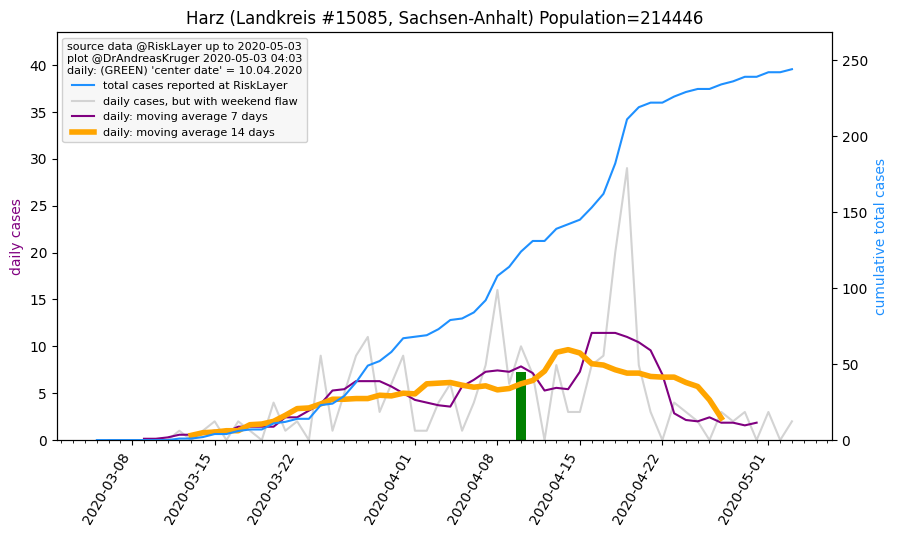 Harz (Landkreis #15085, Sachsen-Anhalt) Population=214446
source data @RiskLayer up to 2020-05-03
plot @DrAndreasKruger 2020-05-03 04:03
daily: (GREEN) 'center date' = 10.04.2020
total cases reported at RiskLayer
daily cases, but with weekend flaw
daily: moving average 7 days
daily: moving average 14 days
daily cases
40
35
30
25
20
15
10
5
0
cumulative total cases
250
200
150
100
50
0
2020-03-08
2020-03-15
2020-03-22
2020-04-01
2020-04-08
2020-04-15
2020-04-22
2020-05-01